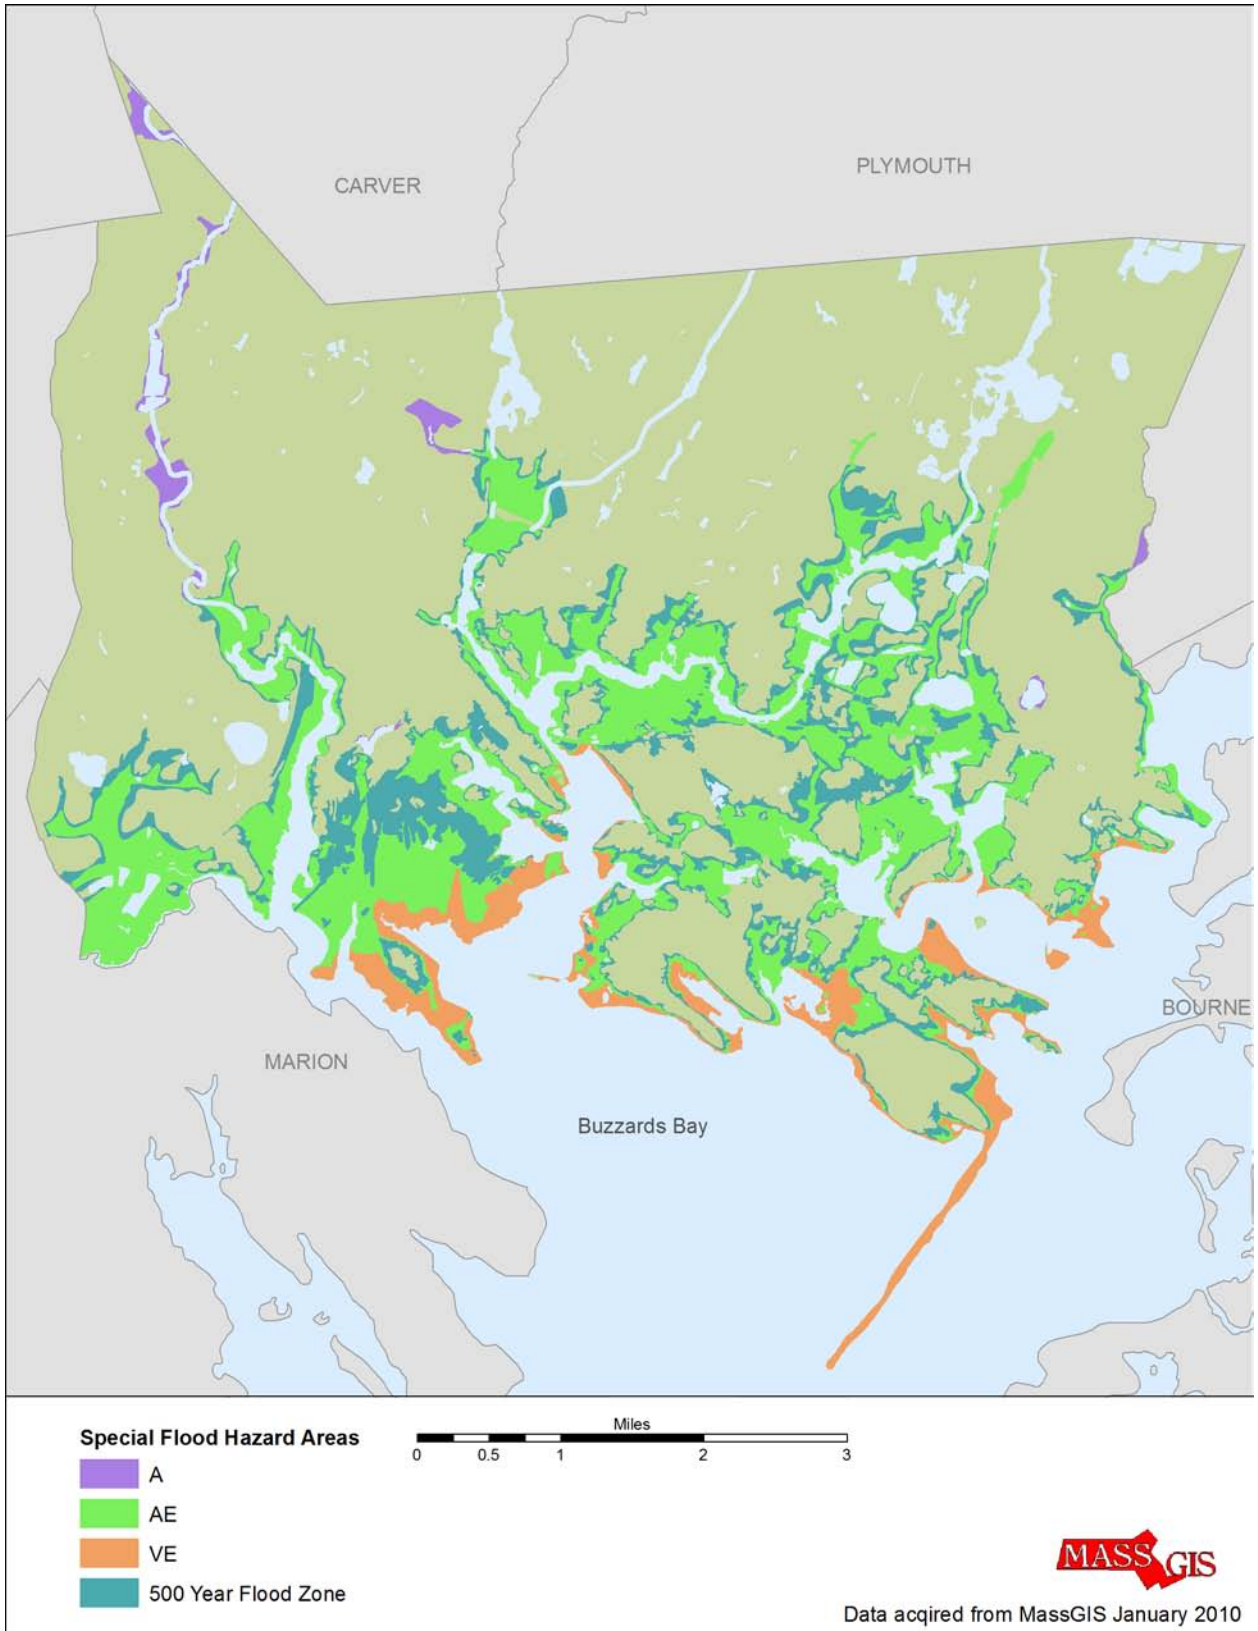 PLYMOUTH
CARVER
BOURNE
MARION
Buzzards Bay
Special Flood Hazard Areas
A
AE
VE
500 Year Flood Zone
Miles
0 0.5 1 2 3
MASS GIS
Data acqired from MassGIS January 2010